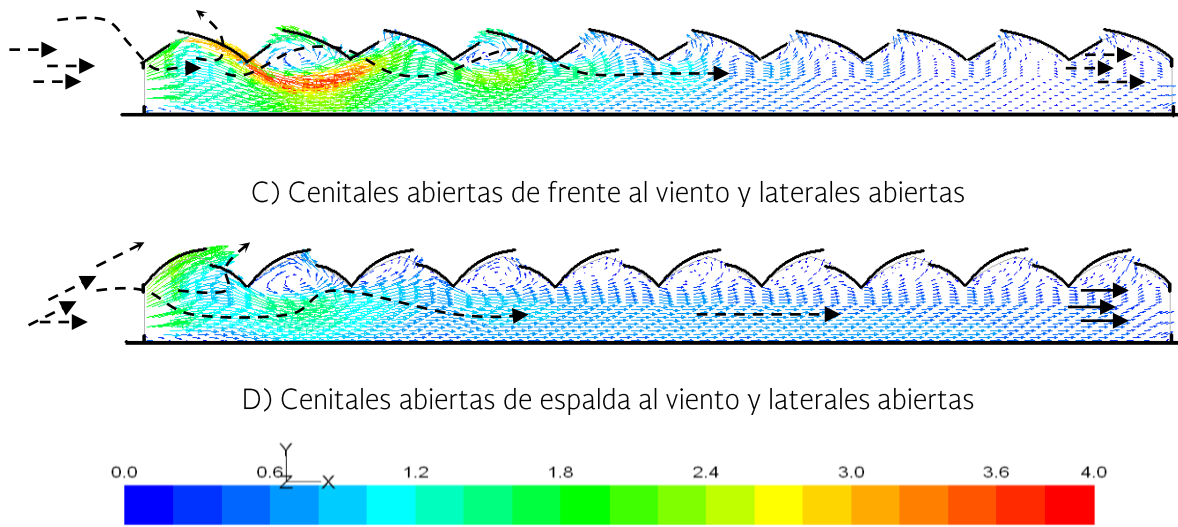 C) Cenitales abiertas de frente al viento y laterales abiertas
D) Cenitales abiertas de espalda al viento y laterales abiertas
Y
0.0 0.6 1.2 1.8 2.4 3.0 3.6 4.0
Z X